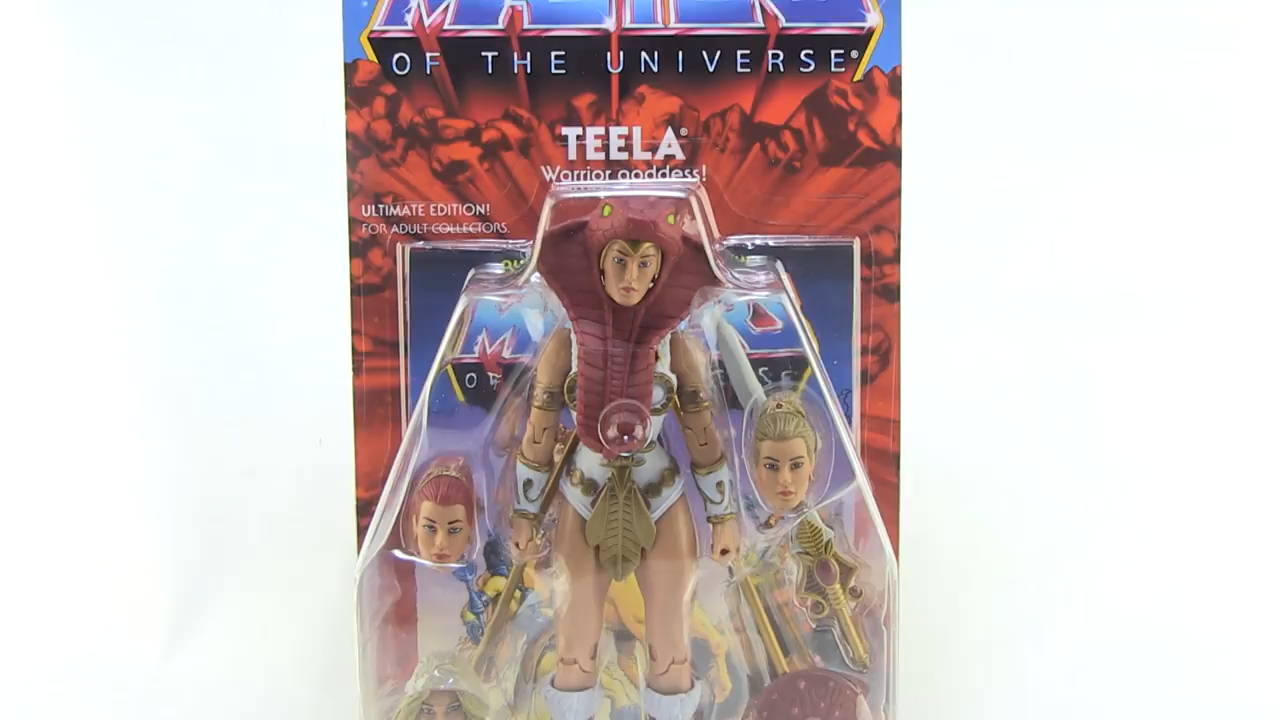 OF THE UNIVERSE®
TEELA®
Warrior goddess!
ULTIMATE EDITION!
FOR ADULT COLLECTORS.